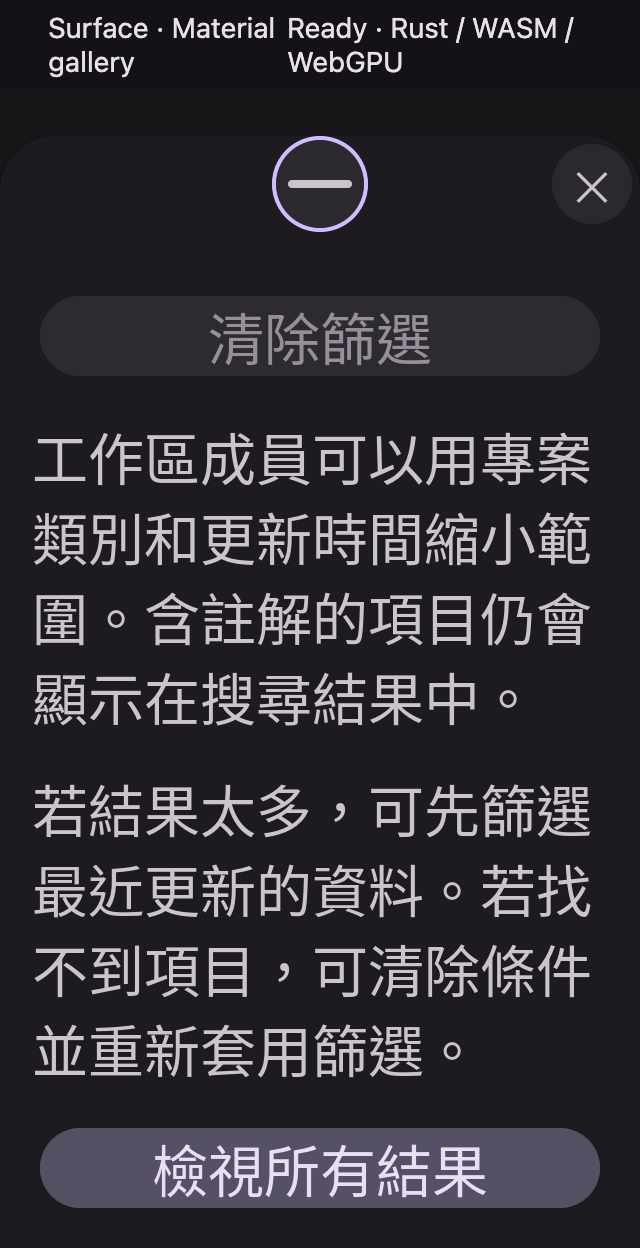 Surface · Material gallery
Ready · Rust / WASM / WebGPU
清除篩選
工作區成員可以用專案
類別和更新時間縮小範
圍。含註解的項目仍會
顯示在搜尋結果中。
若結果太多，可先篩選
最近更新的資料。若找
不到項目，可清除條件
並重新套用篩選。
檢視所有結果